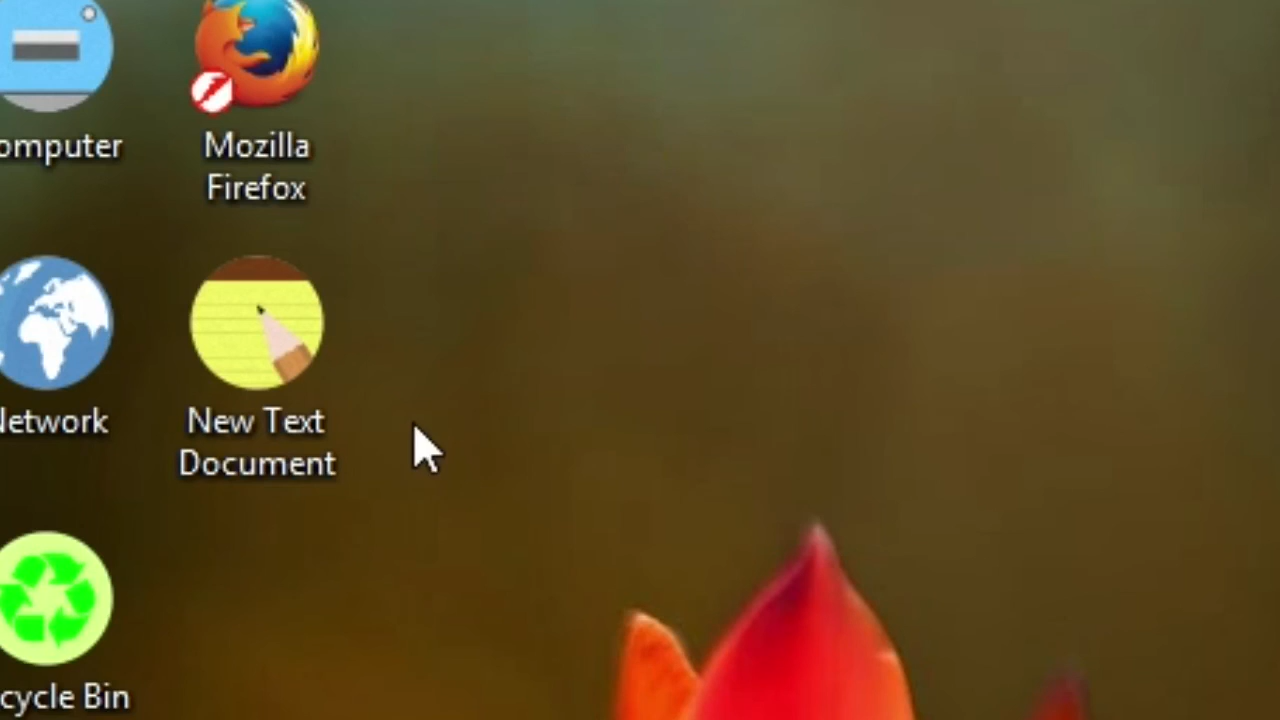 omputer
Mozilla
Firefox
Network
New Text
Document
cycle Bin